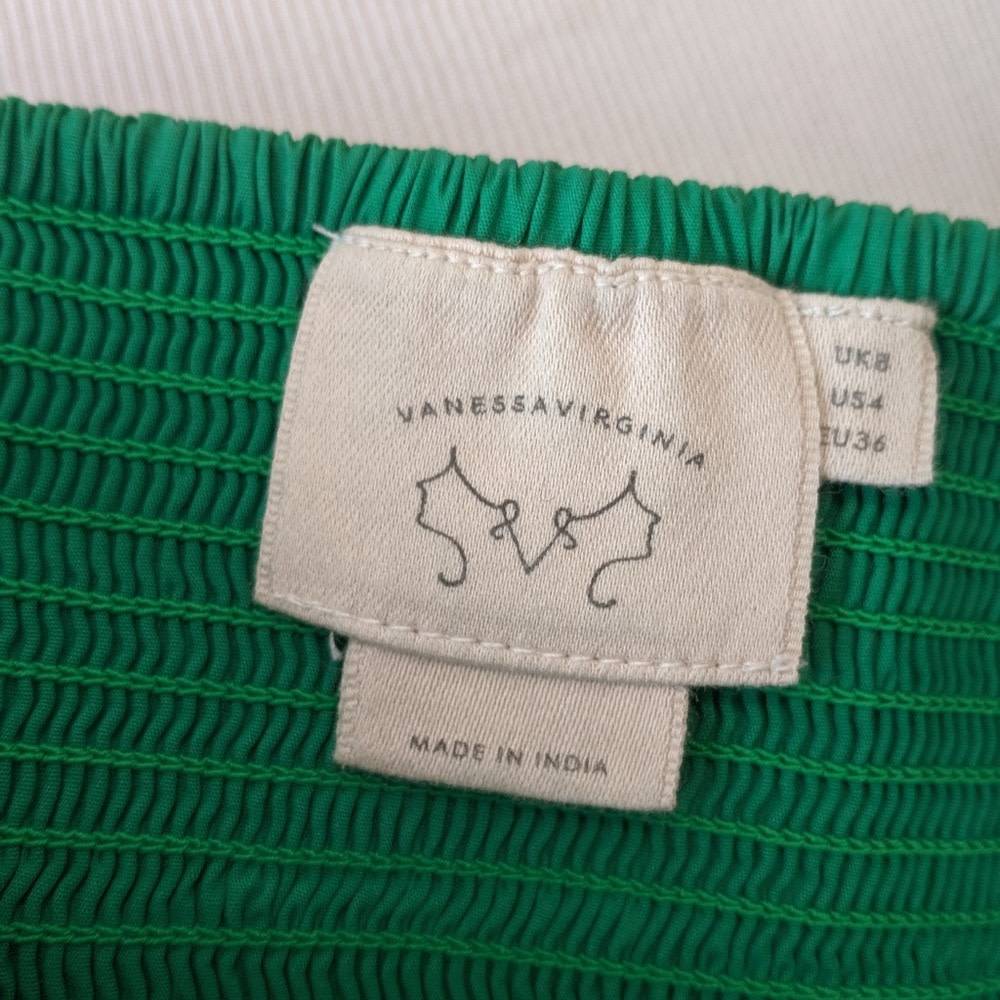 VANESSAVIRGINIA
UK8
US4
EU36
MADE IN INDIA